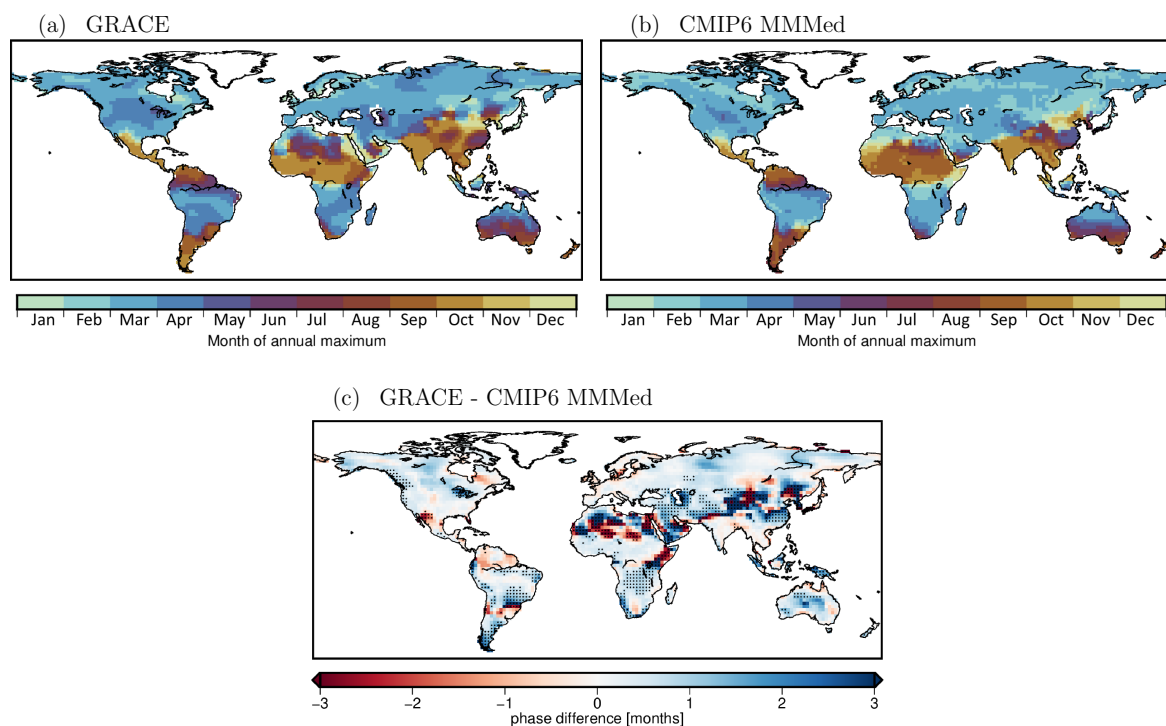 (a) GRACE
(b) CMIP6 MMMed
Jan Feb Mar Apr May Jun Jul Aug Sep Oct Nov Dec
Month of annual maximum
Jan Feb Mar Apr May Jun Jul Aug Sep Oct Nov Dec
Month of annual maximum
(c) GRACE - CMIP6 MMMed
−3 −2 −1 0 1 2 3
phase difference [months]